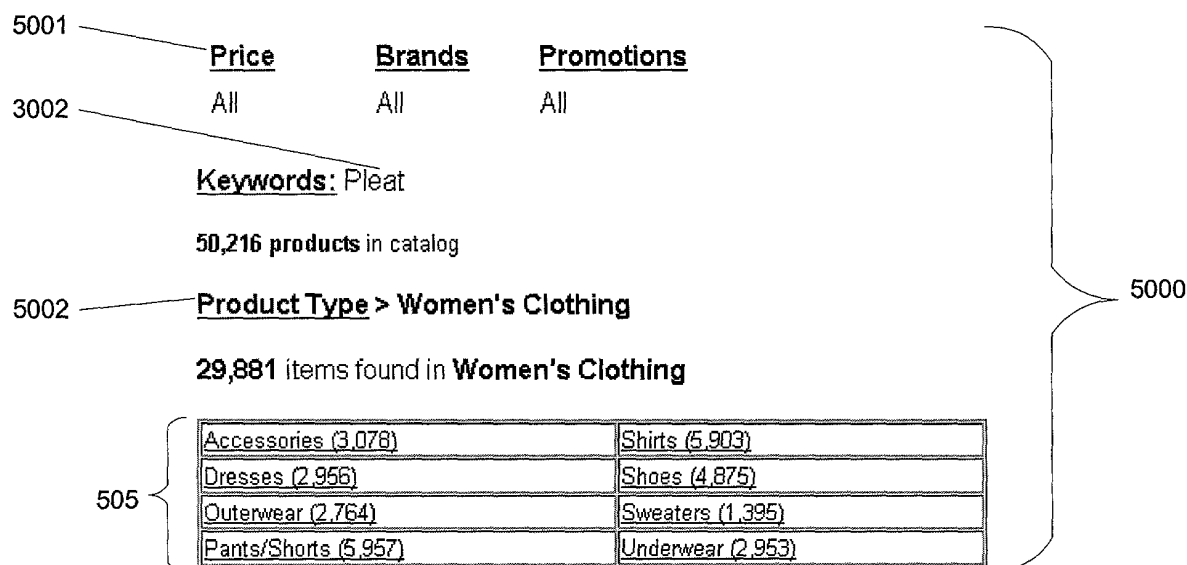 5001
Price Brands Promotions
3002
All All All
Keywords: Pleat
50,216 products in catalog
5002
Product Type > Women's Clothing
5000
29,881 items found in Women's Clothing
505
Accessories (3,078) Shirts (5,903)
Dresses (2,956) Shoes (4,875)
Outerwear (2,764) Sweaters (1,395)
Pants/Shorts (5,957) Underwear (2,953)